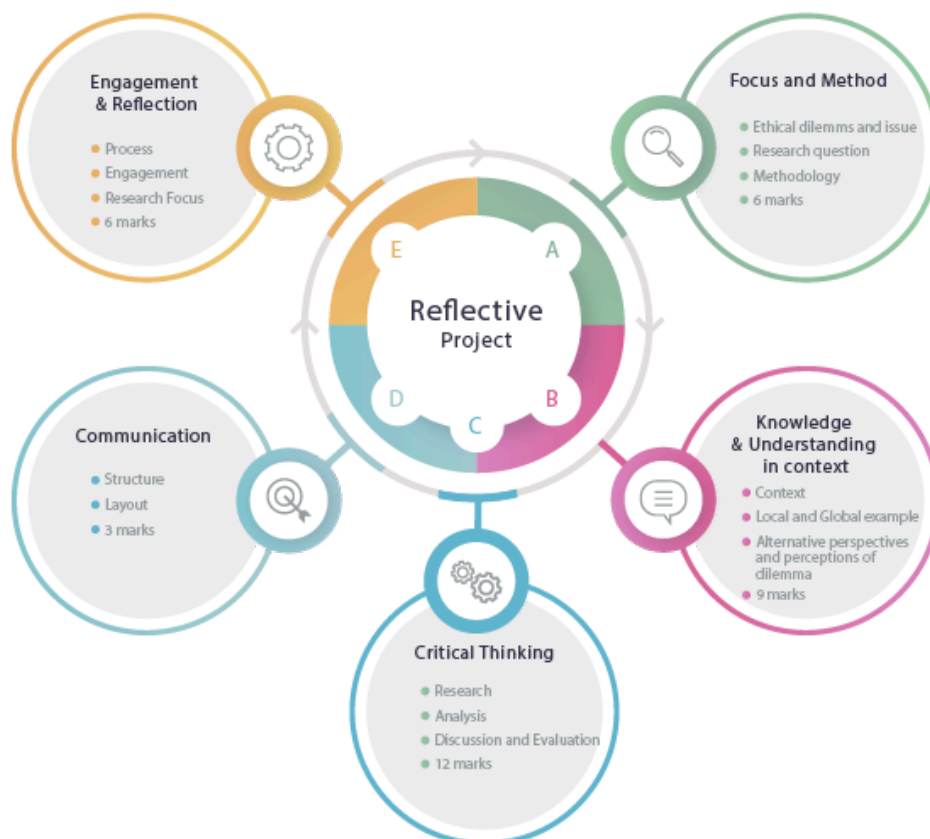 Engagement
& Reflection
Process
Engagement
Research Focus
6 marks
Focus and Method
Ethical dilemms and issue
Research question
Methodology
6 marks
E
A
Reflective
Project
D
B
C
Communication
Structure
Layout
3 marks
Knowledge
& Understanding
in context
Context
Local and Global example
Alternative perspectives
and perceptions of
dilemma
9 marks
Critical Thinking
Research
Analysis
Discussion and Evaluation
12 marks